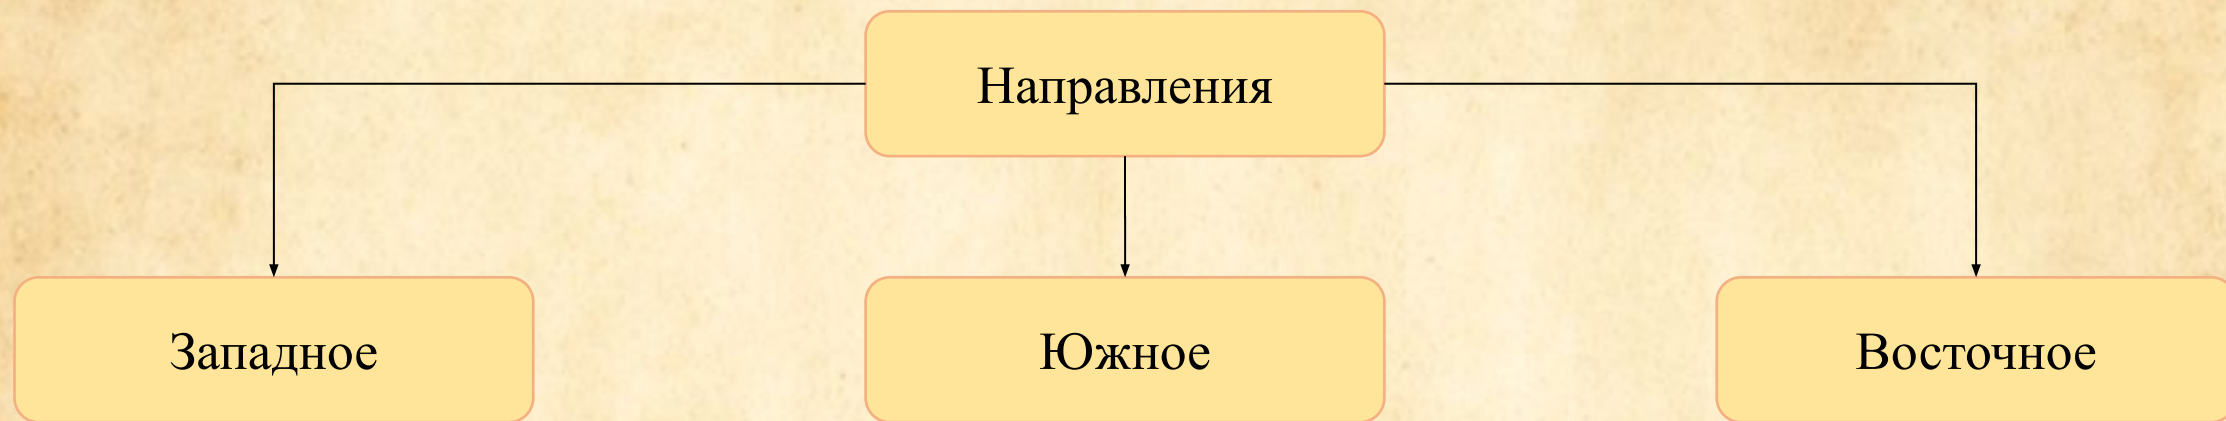 Направления
Западное
Южное
Восточное